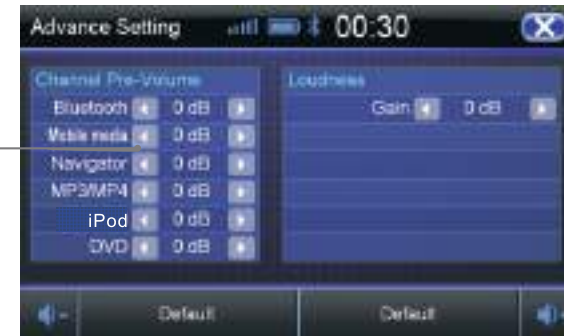 Advance Setting 00:30
Channel Pre-Volume
Bluetooth 0 dB
Mobile media 0 dB
Navigator 0 dB
MP3/MP4 0 dB
iPod 0 dB
DVD 0 dB
Loudness
Gain 0 dB
Default
Default